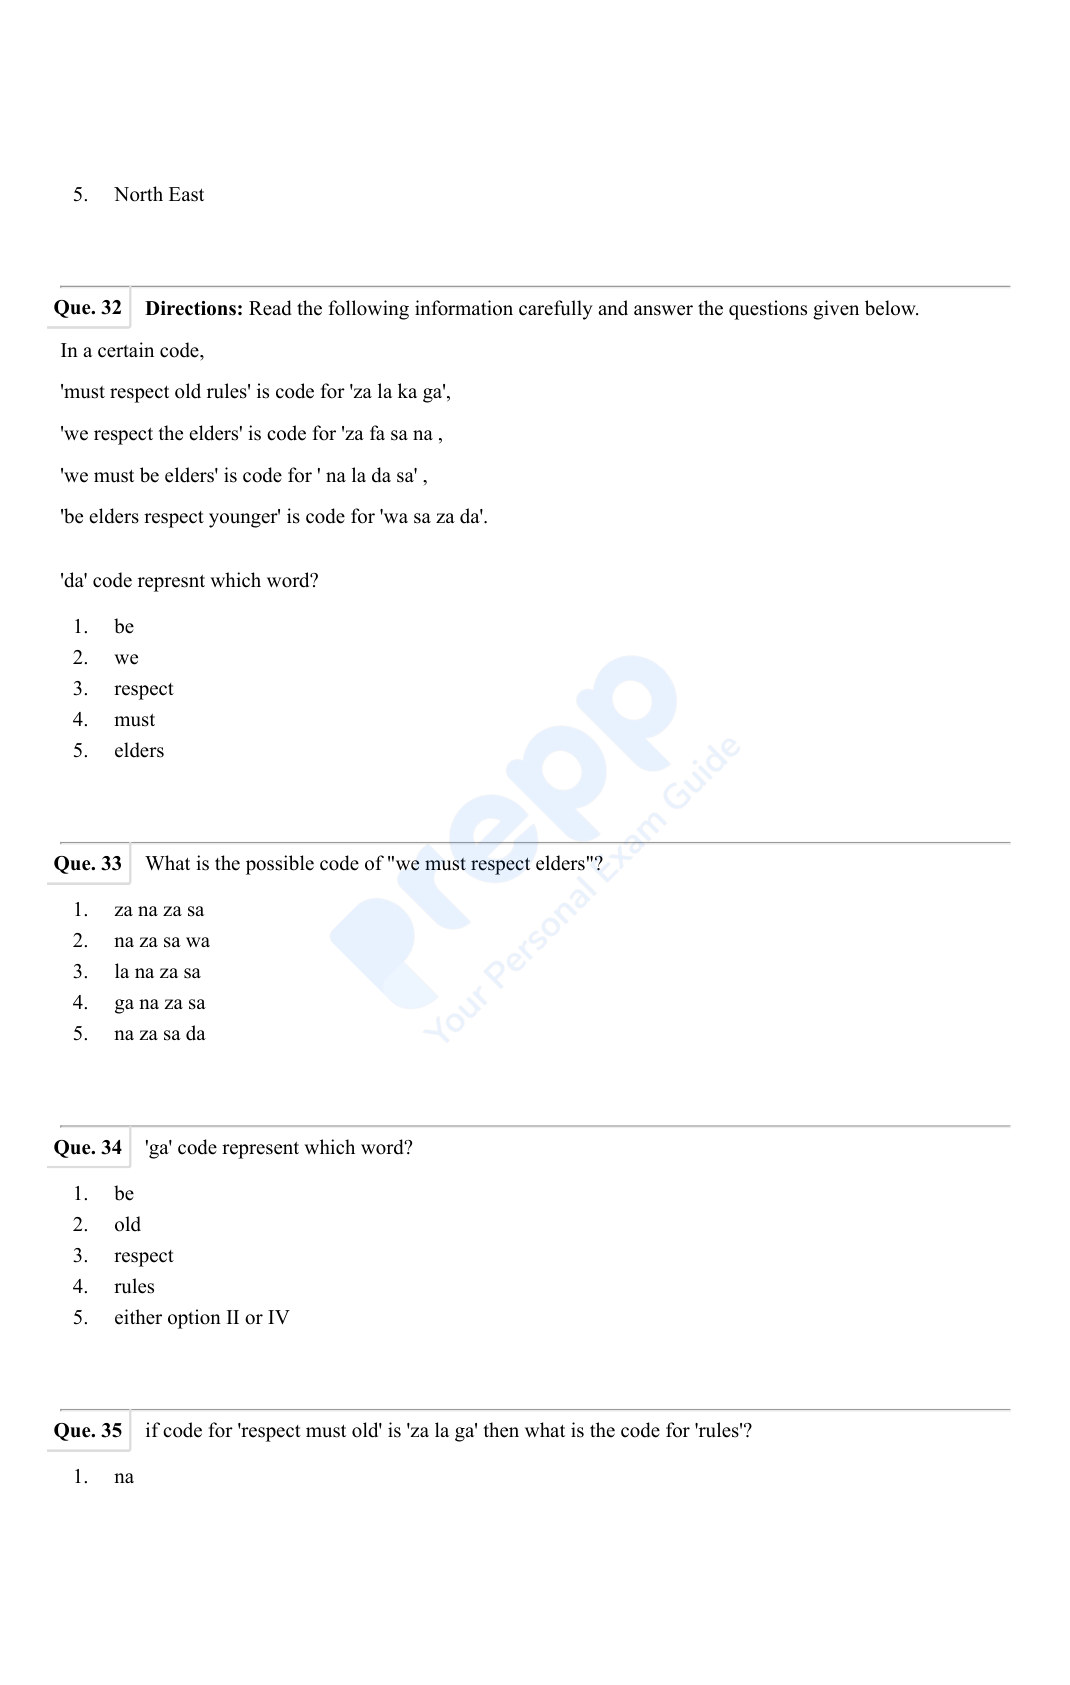 5. North East
Que. 32 Directions: Read the following information carefully and answer the questions given below.
In a certain code,
'must respect old rules' is code for 'za la ka ga',
'we respect the elders' is code for 'za fa sa na ,
'we must be elders' is code for ' na la da sa' ,
'be elders respect younger' is code for 'wa sa za da'.
'da' code represnt which word?
1. be
2. we
3. respect
4. must
5. elders
Que. 33 What is the possible code of "we must respect elders"?
1. za na za sa
2. na za sa wa
3. la na za sa
4. ga na za sa
5. na za sa da
Que. 34 'ga' code represent which word?
1. be
2. old
3. respect
4. rules
5. either option II or IV
Que. 35 if code for 'respect must old' is 'za la ga' then what is the code for 'rules'?
1. na
prepp
Your Personal Exam Guide